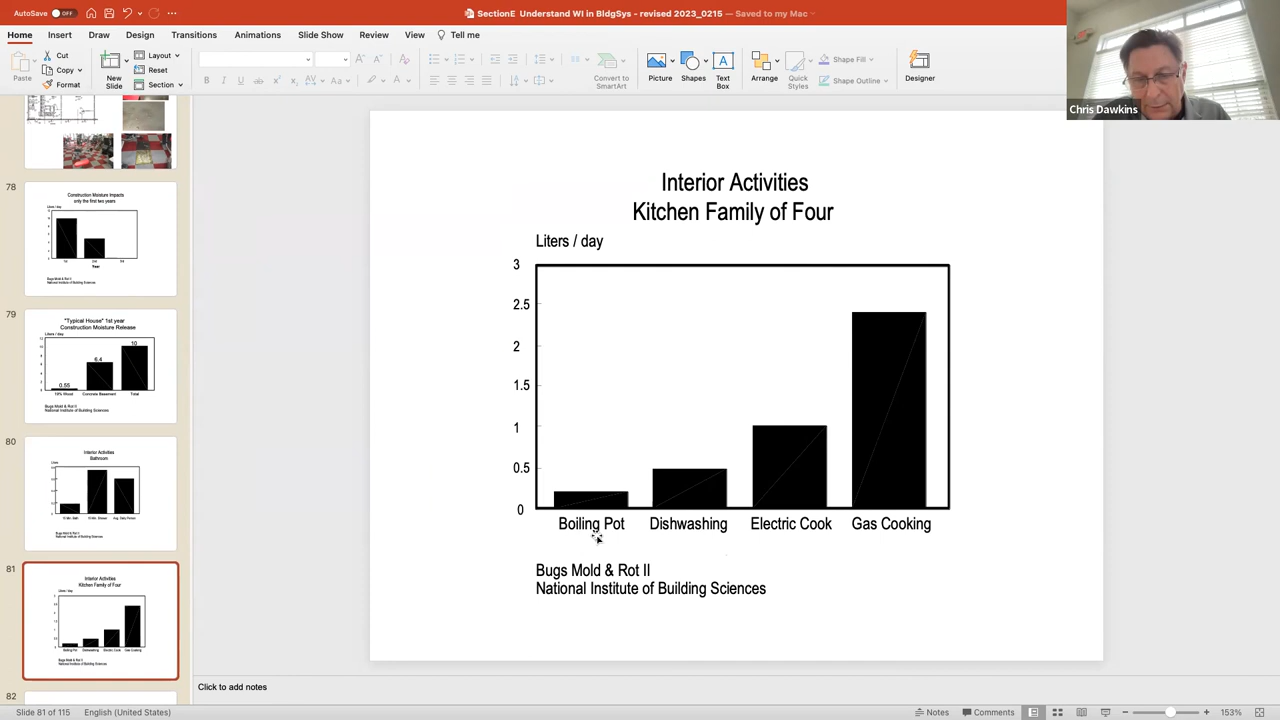 AutoSave OFF
SectionE Understand WI in BldgSys - revised 2023_0215 — Saved to my Mac
Home Insert Draw Design Transitions Animations Slide Show Review View Tell me
Paste
Cut
Copy
Format
New Slide
Layout
Reset
Section
Convert to SmartArt
Picture
Shapes
Text Box
Arrange
Quick Styles
Shape Fill
Shape Outline
Designer
Chris Dawkins
78
Construction Moisture Impacts
only the first two years
Liters / day
Year
Bugs Mold & Rot II
National Institute of Building Sciences
79
"Typical House" 1st year
Construction Moisture Release
Liters / day
0.55
6.4
10
19% Wood Concrete Basement Total
Bugs Mold & Rot II
National Institute of Building Sciences
80
Interior Activities
Bathroom
Liters
Bugs Mold & Rot II
National Institute of Building Sciences
81
Interior Activities
Kitchen Family of Four
Liters / day
Boiling Pot Dishwashing Electric Cook Gas Cooking
Bugs Mold & Rot II
National Institute of Building Sciences
82
Interior Activities
Kitchen Family of Four
Liters / day
3
2.5
2
1.5
1
0.5
0
Boiling Pot Dishwashing Electric Cook Gas Cooking
Bugs Mold & Rot II
National Institute of Building Sciences
Click to add notes
Slide 81 of 115 English (United States) Notes Comments 153%